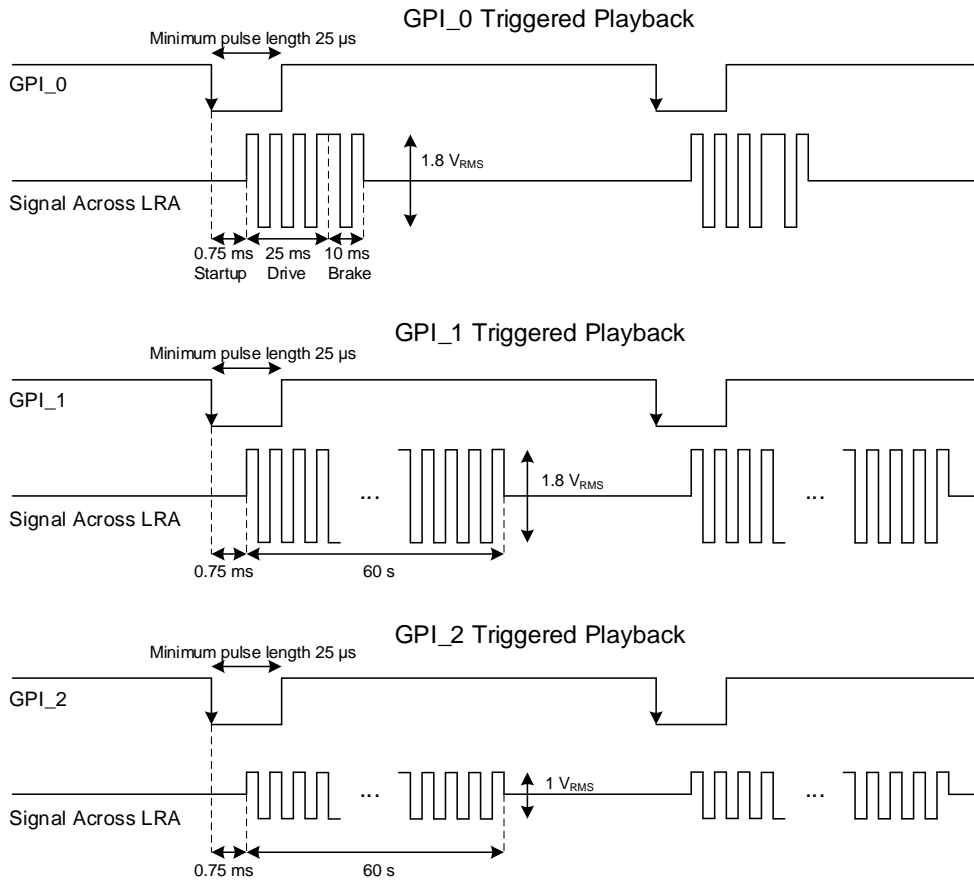 GPI_0 Triggered Playback
Minimum pulse length 25 µs
GPI_0
1.8 VRMS
Signal Across LRA
0.75 ms 25 ms 10 ms
Startup Drive Brake
GPI_1 Triggered Playback
Minimum pulse length 25 µs
GPI_1
1.8 VRMS
...
...
Signal Across LRA
0.75 ms 60 s
GPI_2 Triggered Playback
Minimum pulse length 25 µs
GPI_2
... 1 VRMS ...
Signal Across LRA
0.75 ms 60 s